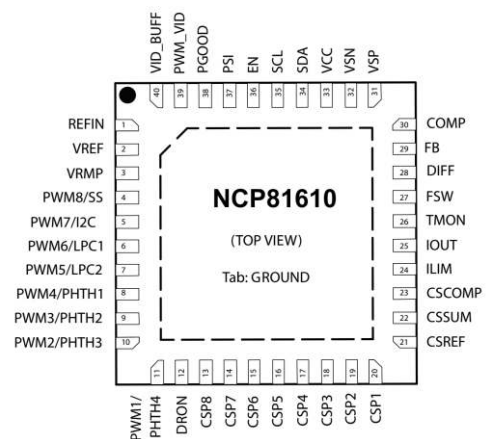 VID_BUFF
PWM_VID
PGOOD
PSI
EN
SCL
SDA
VCC
VSN
VSP
40
39
38
37
36
35
34
33
32
31
REFIN 1
VREF 2
VRMP 3
PWM8/SS 4
PWM7/I2C 5
PWM6/LPC1 6
PWM5/LPC2 7
PWM4/PHTH1 8
PWM3/PHTH2 9
PWM2/PHTH3 10
NCP81610
(TOP VIEW)
Tab: GROUND
30 COMP
29 FB
28 DIFF
27 FSW
26 TMON
25 IOUT
24 ILIM
23 CSCOMP
22 CSSUM
21 CSREF
11
12
13
14
15
16
17
18
19
20
PWM1/
PHTH4
DRON
CSP8
CSP7
CSP6
CSP5
CSP4
CSP3
CSP2
CSP1